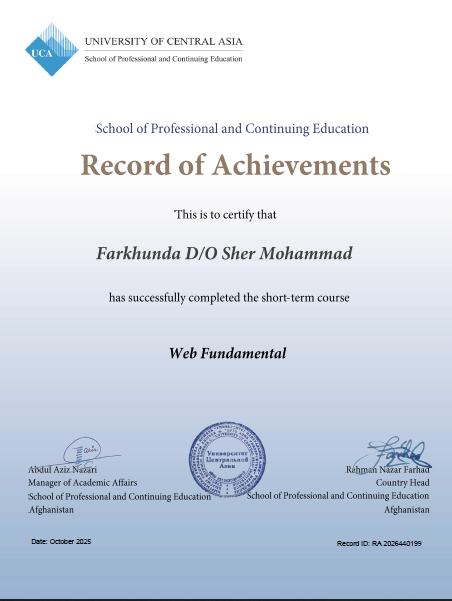 UCA
UNIVERSITY OF CENTRAL ASIA
School of Professional and Continuing Education
School of Professional and Continuing Education
Record of Achievements
This is to certify that
Farkhunda D/O Sher Mohammad
has successfully completed the short-term course
Web Fundamental
Университет
Центральной
Азии
Abdul Aziz Nazari
Manager of Academic Affairs
School of Professional and Continuing Education
Afghanistan
Rahman Nazar Farhad
Country Head
School of Professional and Continuing Education
Afghanistan
Date: October 2025
Record ID: RA 2026440199